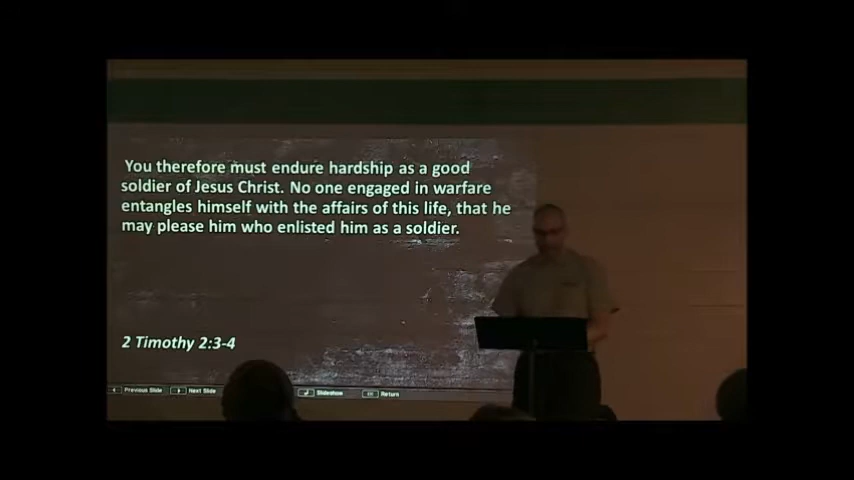 You therefore must endure hardship as a good
soldier of Jesus Christ. No one engaged in warfare
entangles himself with the affairs of this life, that he
may please him who enlisted him as a soldier.
2 Timothy 2:3-4
Previous Slide Next Slide Slideshow Return